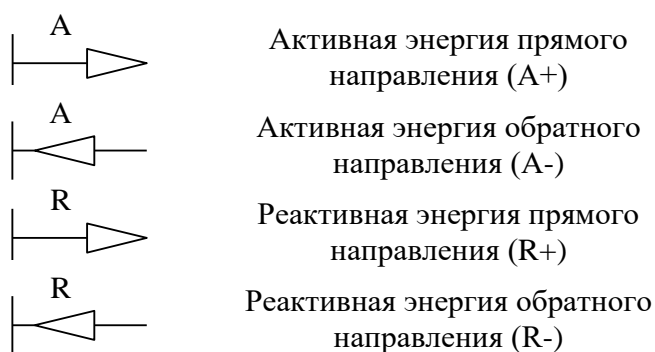 A
Активная энергия прямого
направления (A+)
A
Активная энергия обратного
направления (A-)
R
Реактивная энергия прямого
направления (R+)
R
Реактивная энергия обратного
направления (R-)